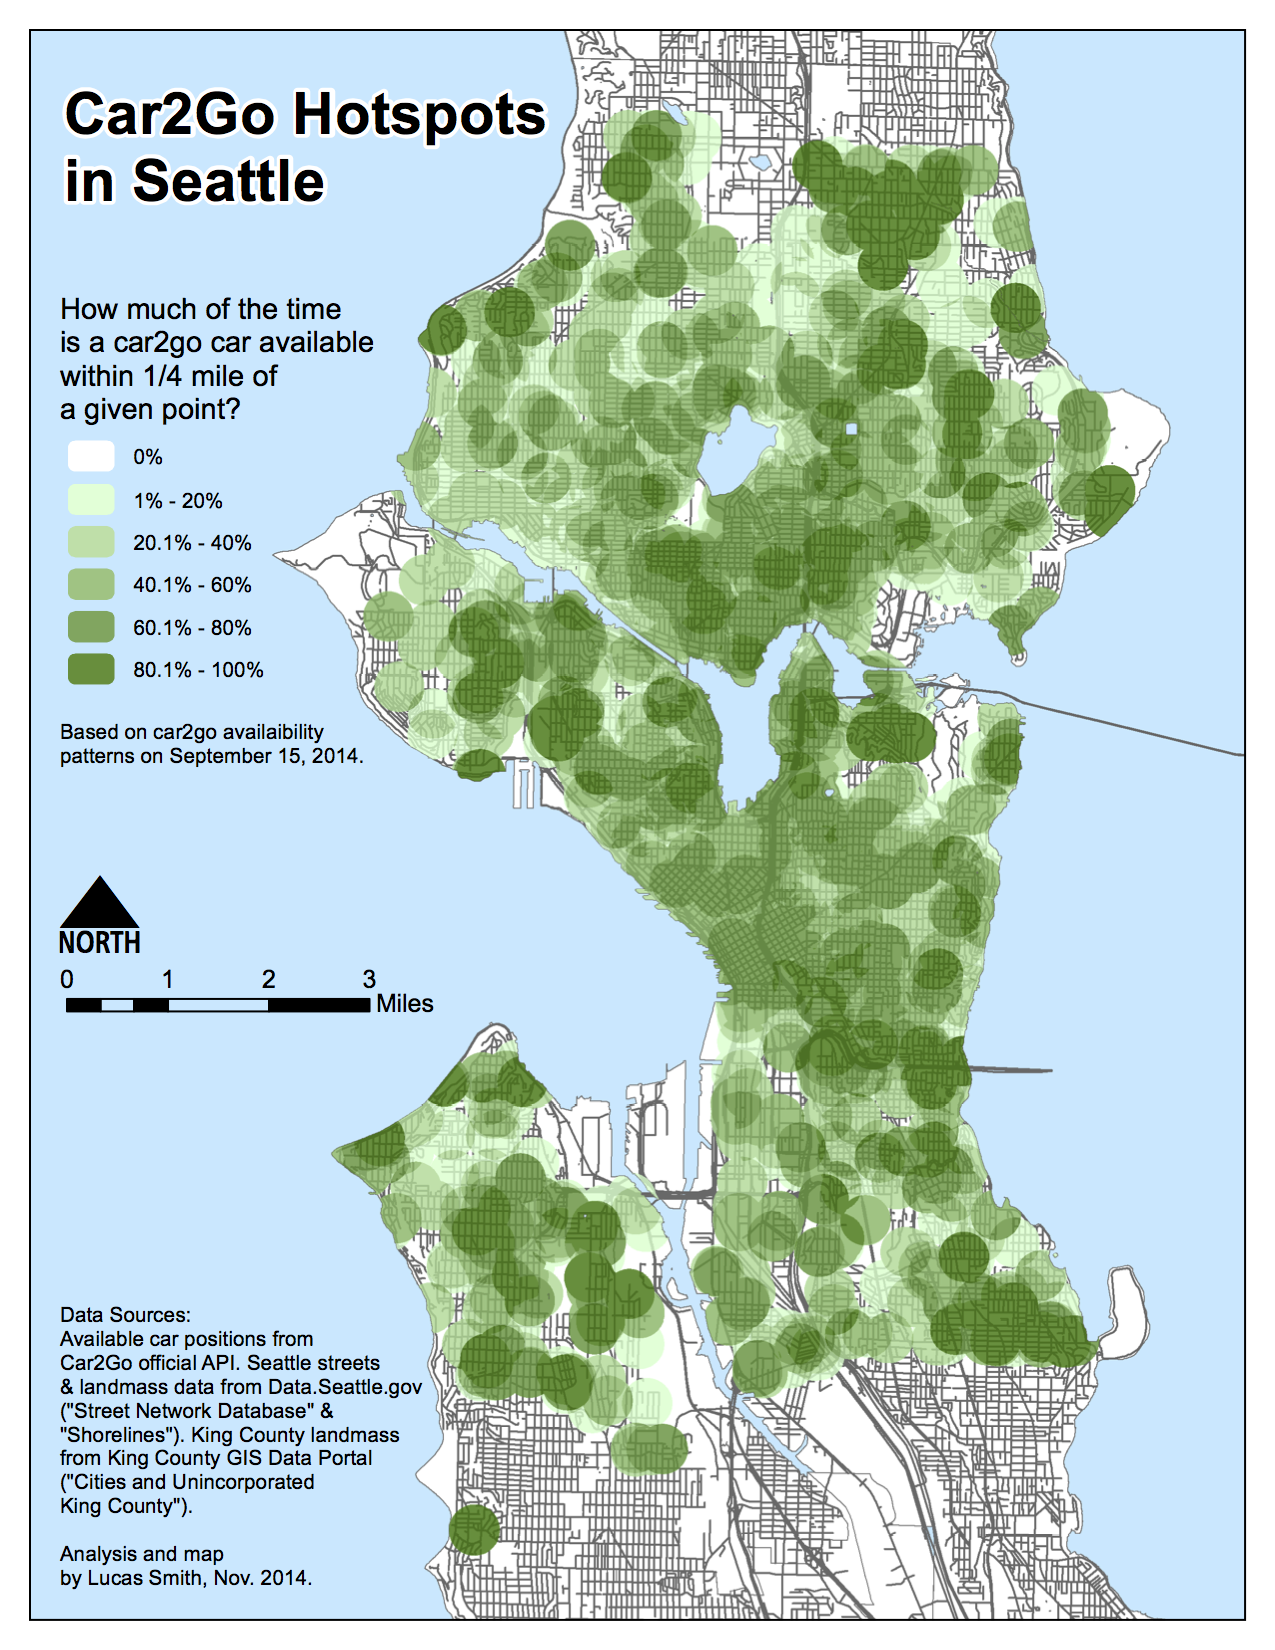 Car2Go Hotspots
in Seattle
How much of the time
is a car2go car available
within 1/4 mile of
a given point?
0%
1% - 20%
20.1% - 40%
40.1% - 60%
60.1% - 80%
80.1% - 100%
Based on car2go availaibility
patterns on September 15, 2014.
NORTH
0 1 2 3
Miles
Data Sources:
Available car positions from
Car2Go official API. Seattle streets
& landmass data from Data.Seattle.gov
("Street Network Database" &
"Shorelines"). King County landmass
from King County GIS Data Portal
("Cities and Unincorporated
King County").
Analysis and map
by Lucas Smith, Nov. 2014.